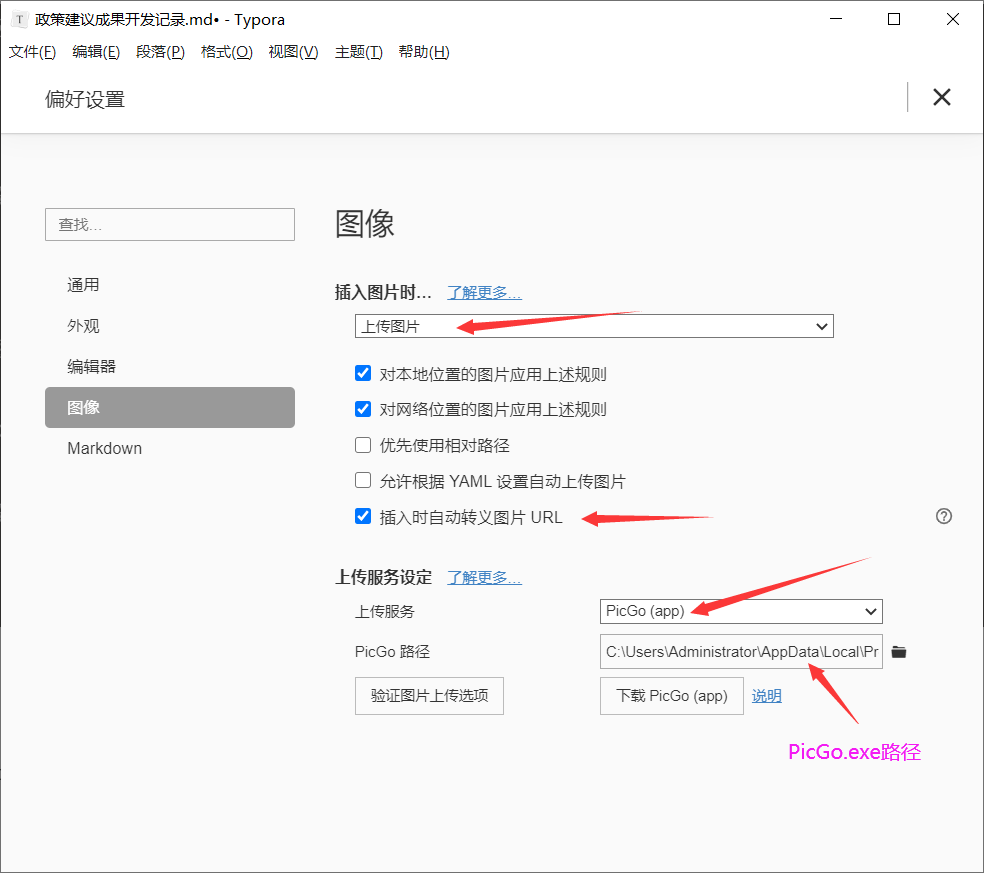 T 政策建议成果开发记录.md• - Typora
文件(F) 编辑(E) 段落(P) 格式(O) 视图(V) 主题(T) 帮助(H)
偏好设置
查找...
通用
外观
编辑器
图像
Markdown
图像
插入图片时... 了解更多...
上传图片
对本地位置的图片应用上述规则
对网络位置的图片应用上述规则
优先使用相对路径
允许根据 YAML 设置自动上传图片
插入时自动转义图片 URL
上传服务设定 了解更多...
上传服务 PicGo (app)
PicGo 路径 C:\Users\Administrator\AppData\Local\Pr
验证图片上传选项 下载 PicGo (app) 说明
PicGo.exe路径